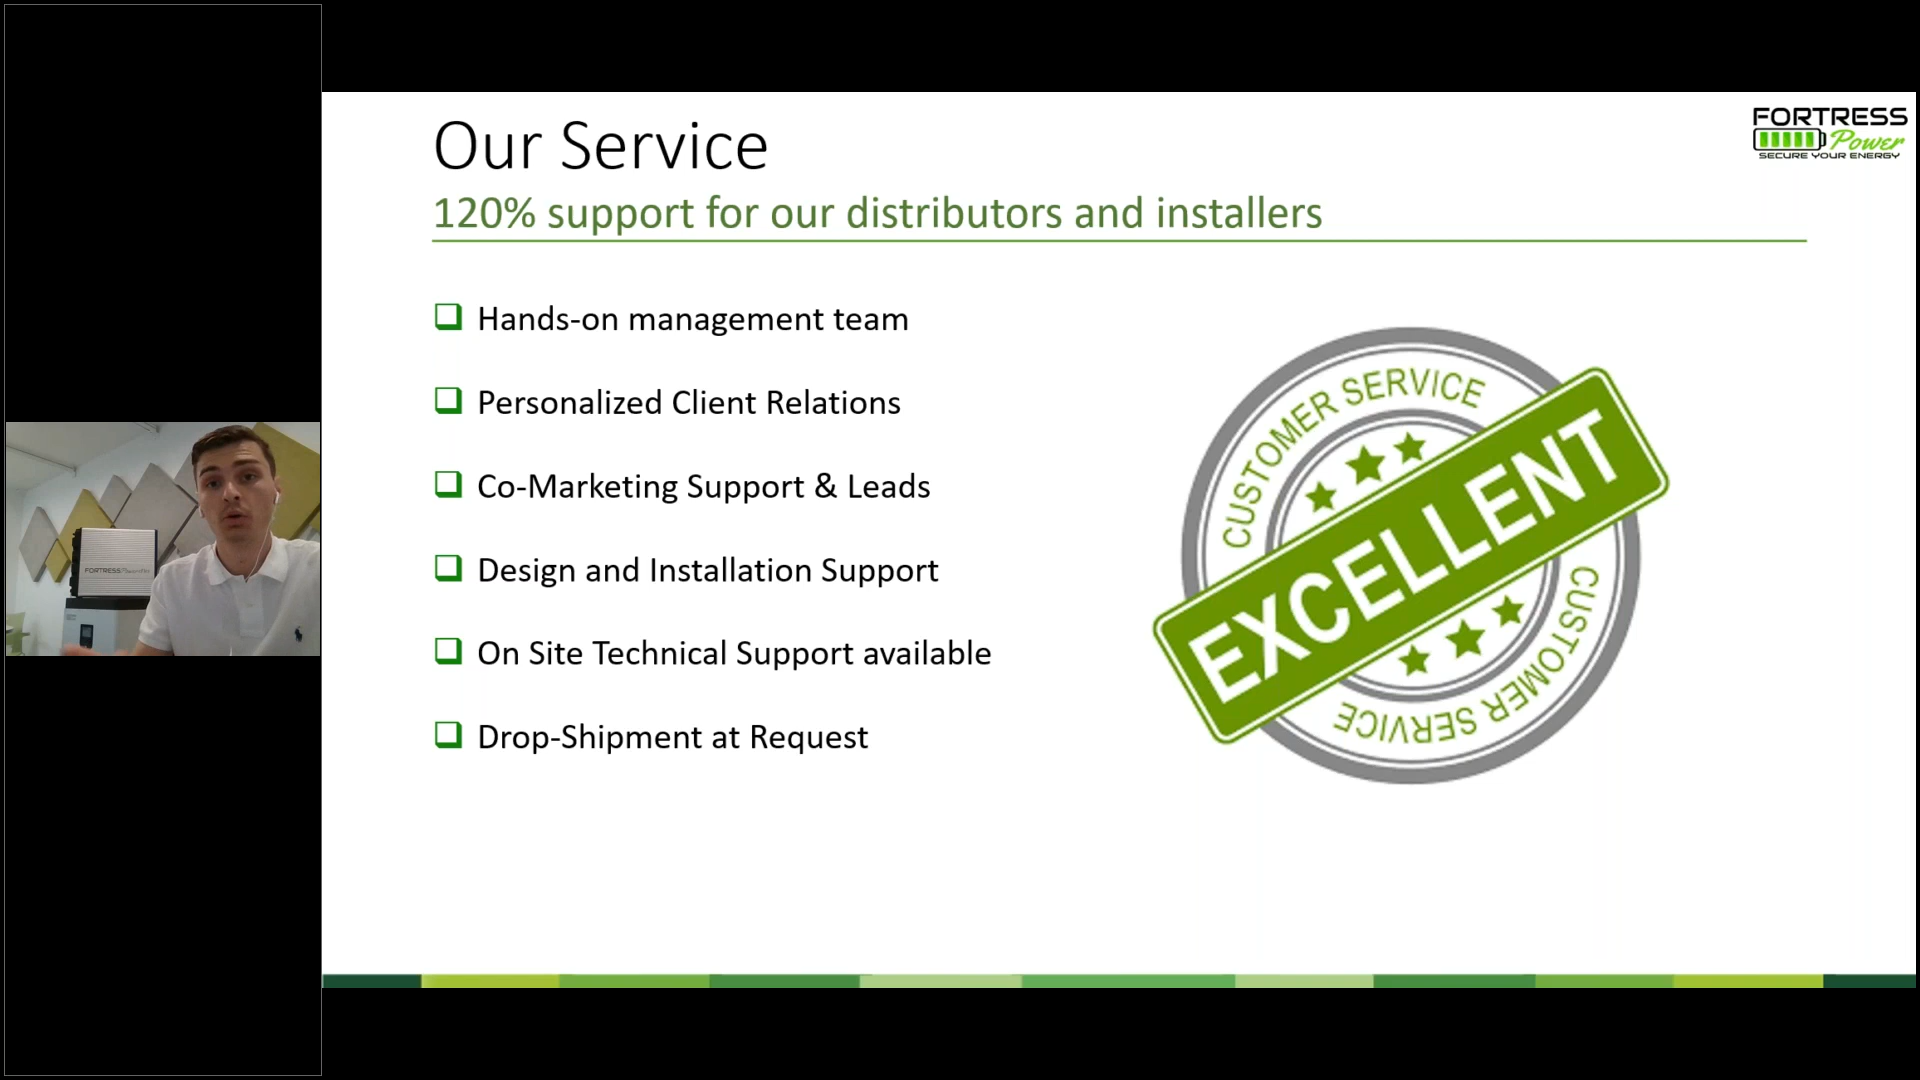 Our Service
120% support for our distributors and installers
FORTRESS
Power
SECURE YOUR ENERGY
Hands-on management team
Personalized Client Relations
Co-Marketing Support & Leads
Design and Installation Support
On Site Technical Support available
Drop-Shipment at Request
CUSTOMER SERVICE
EXCELLENT
CUSTOMER SERVICE
FORTRESS